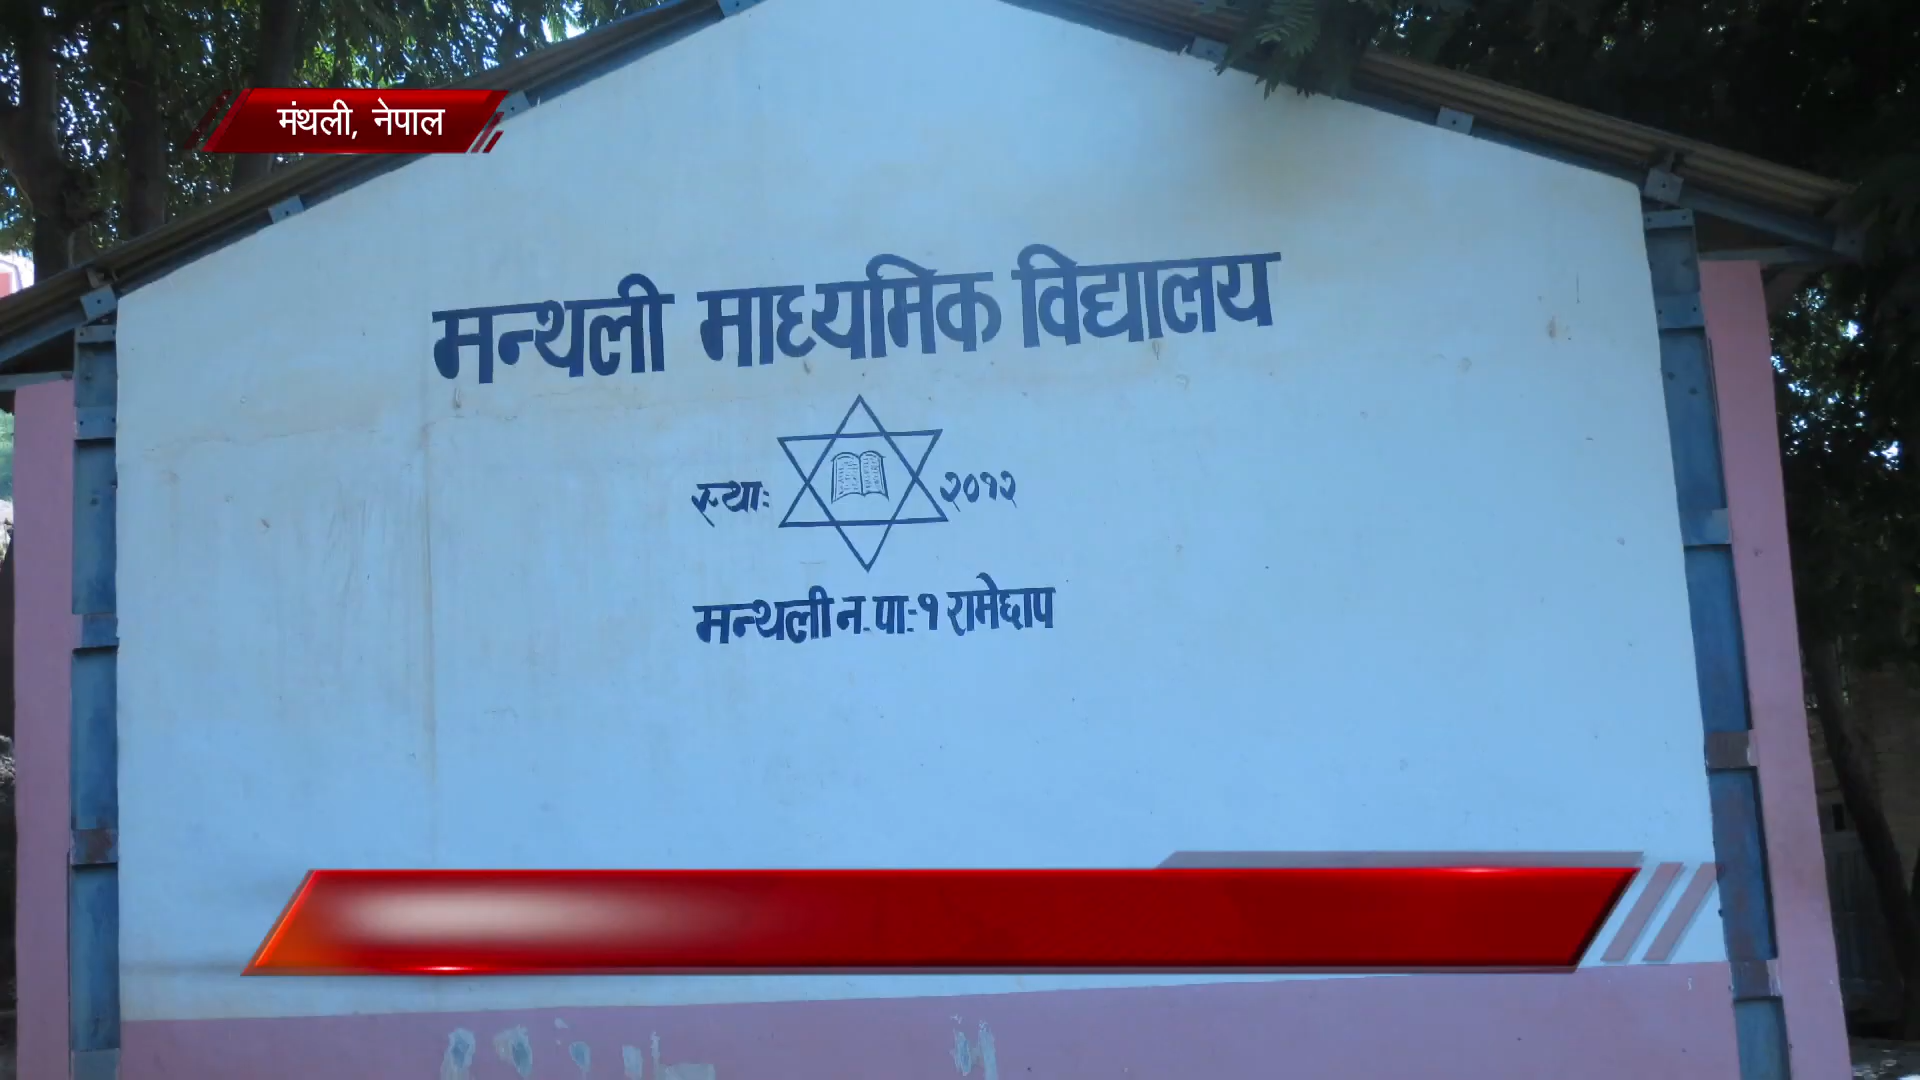 मंथली, नेपाल
मन्थली माध्यमिक विद्यालय
स्था: २०१२
मन्थली न.पा.-१ रामेछाप